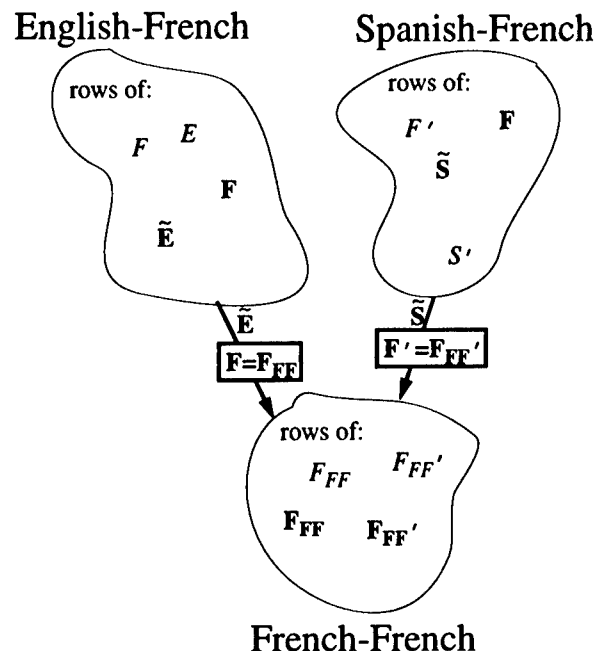 English-French
Spanish-French
rows of:
F E
F
Ẽ
rows of:
F' F
S̃
S'
Ẽ
F=F_FF
S̃
F'=F_FF'
rows of:
F_FF F_FF'
F_FF F_FF'
French-French